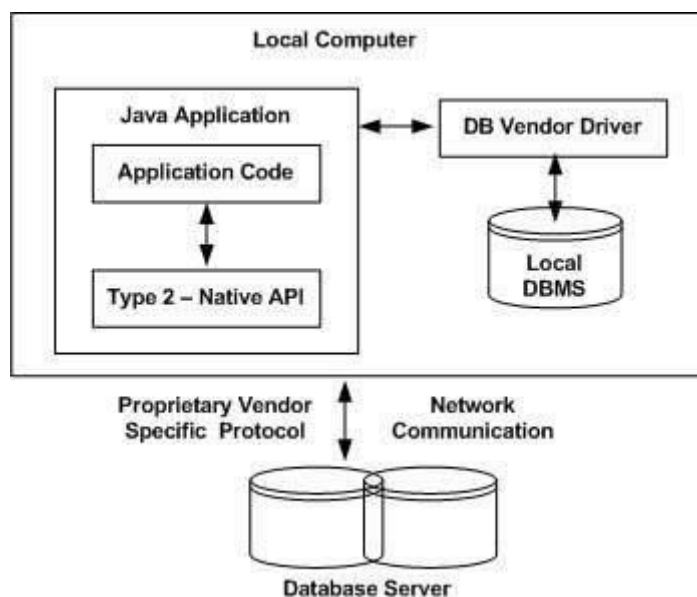 Local Computer
Java Application
DB Vendor Driver
Application Code
Type 2 – Native API
Local
DBMS
Proprietary Vendor
Specific Protocol
Network
Communication
Database Server